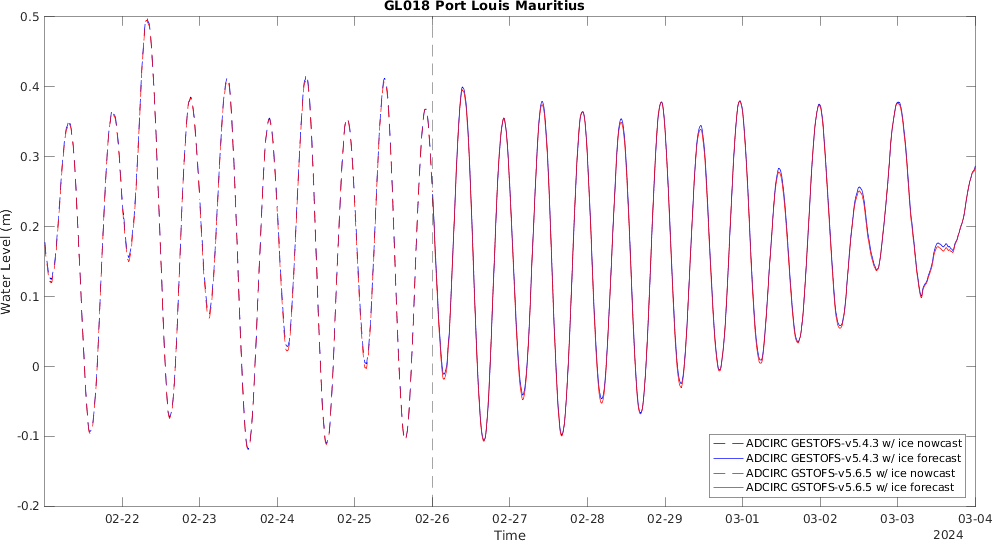 GL018 Port Louis Mauritius
0.5
0.4
0.3
0.2
0.1
0
-0.1
-0.2
Water Level (m)
ADCIRC GESTOFS-v5.4.3 w/ ice nowcast
ADCIRC GESTOFS-v5.4.3 w/ ice forecast
ADCIRC GSTOFS-v5.6.5 w/ ice nowcast
ADCIRC GSTOFS-v5.6.5 w/ ice forecast
02-22 02-23 02-24 02-25 02-26 02-27 02-28 02-29 03-01 03-02 03-03 03-04
Time
2024